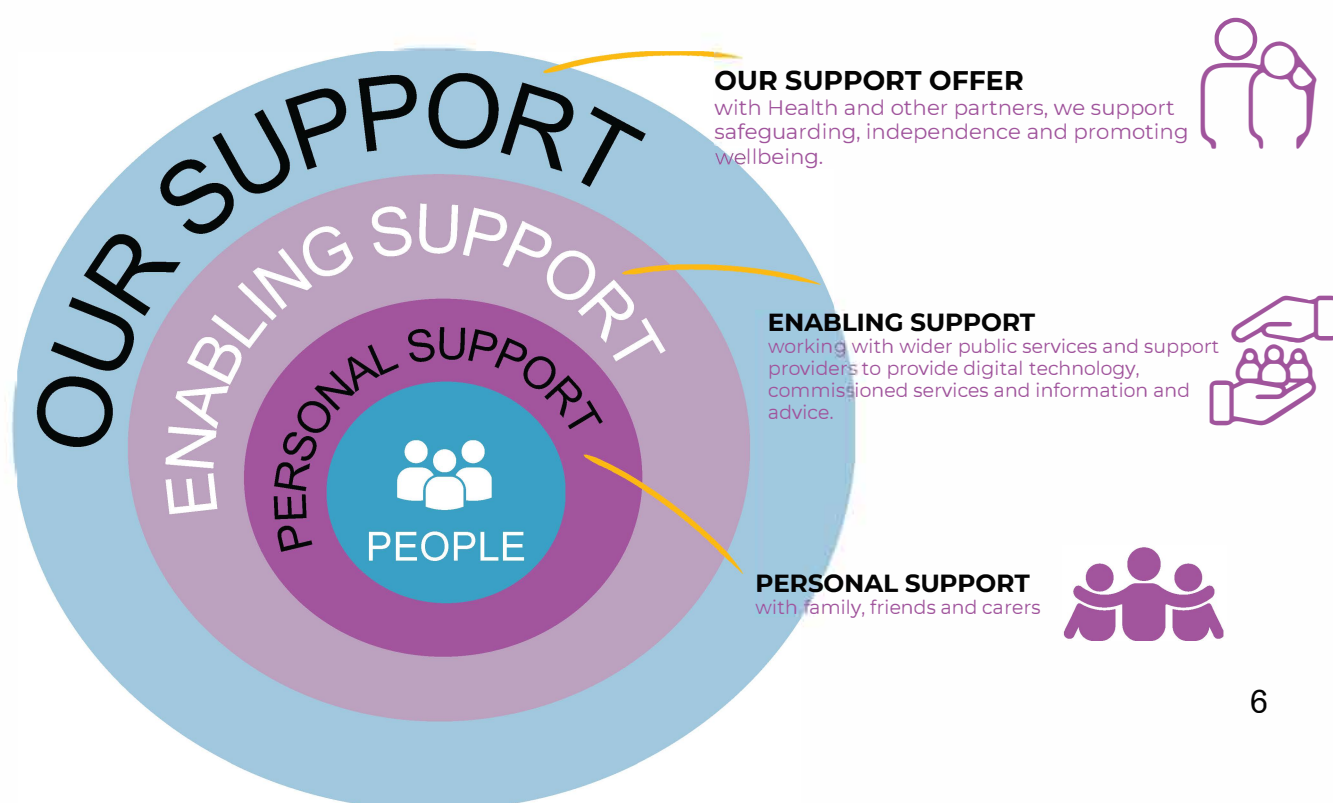 OUR SUPPORT
ENABLING SUPPORT
PERSONAL SUPPORT
PEOPLE
OUR SUPPORT OFFER
with Health and other partners, we support
safeguarding, independence and promoting
wellbeing.
ENABLING SUPPORT
working with wider public services and support
providers to provide digital technology,
commissioned services and information and
advice.
PERSONAL SUPPORT
with family, friends and carers
6